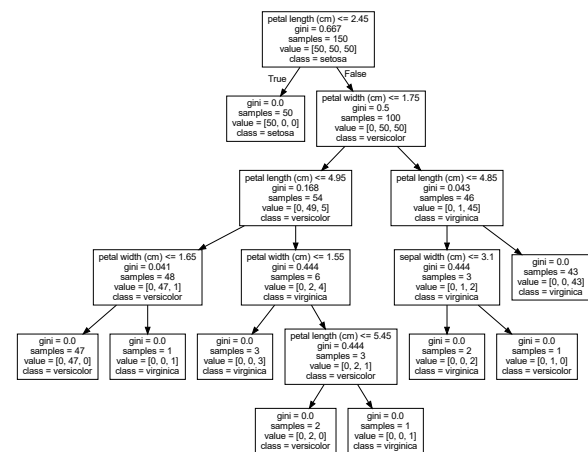 petal length (cm) <= 2.45
gini = 0.667
samples = 150
value = [50, 50, 50]
class = setosa
True
False
gini = 0.0
samples = 50
value = [50, 0, 0]
class = setosa
petal width (cm) <= 1.75
gini = 0.5
samples = 100
value = [0, 50, 50]
class = versicolor
petal length (cm) <= 4.95
gini = 0.168
samples = 54
value = [0, 49, 5]
class = versicolor
petal length (cm) <= 4.85
gini = 0.043
samples = 46
value = [0, 1, 45]
class = virginica
petal width (cm) <= 1.65
gini = 0.041
samples = 48
value = [0, 47, 1]
class = versicolor
petal width (cm) <= 1.55
gini = 0.444
samples = 6
value = [0, 2, 4]
class = virginica
sepal width (cm) <= 3.1
gini = 0.444
samples = 3
value = [0, 1, 2]
class = virginica
gini = 0.0
samples = 43
value = [0, 0, 43]
class = virginica
gini = 0.0
samples = 47
value = [0, 47, 0]
class = versicolor
gini = 0.0
samples = 1
value = [0, 0, 1]
class = virginica
gini = 0.0
samples = 3
value = [0, 0, 3]
class = virginica
petal length (cm) <= 5.45
gini = 0.444
samples = 3
value = [0, 2, 1]
class = versicolor
gini = 0.0
samples = 2
value = [0, 0, 2]
class = virginica
gini = 0.0
samples = 1
value = [0, 1, 0]
class = versicolor
gini = 0.0
samples = 2
value = [0, 2, 0]
class = versicolor
gini = 0.0
samples = 1
value = [0, 0, 1]
class = virginica